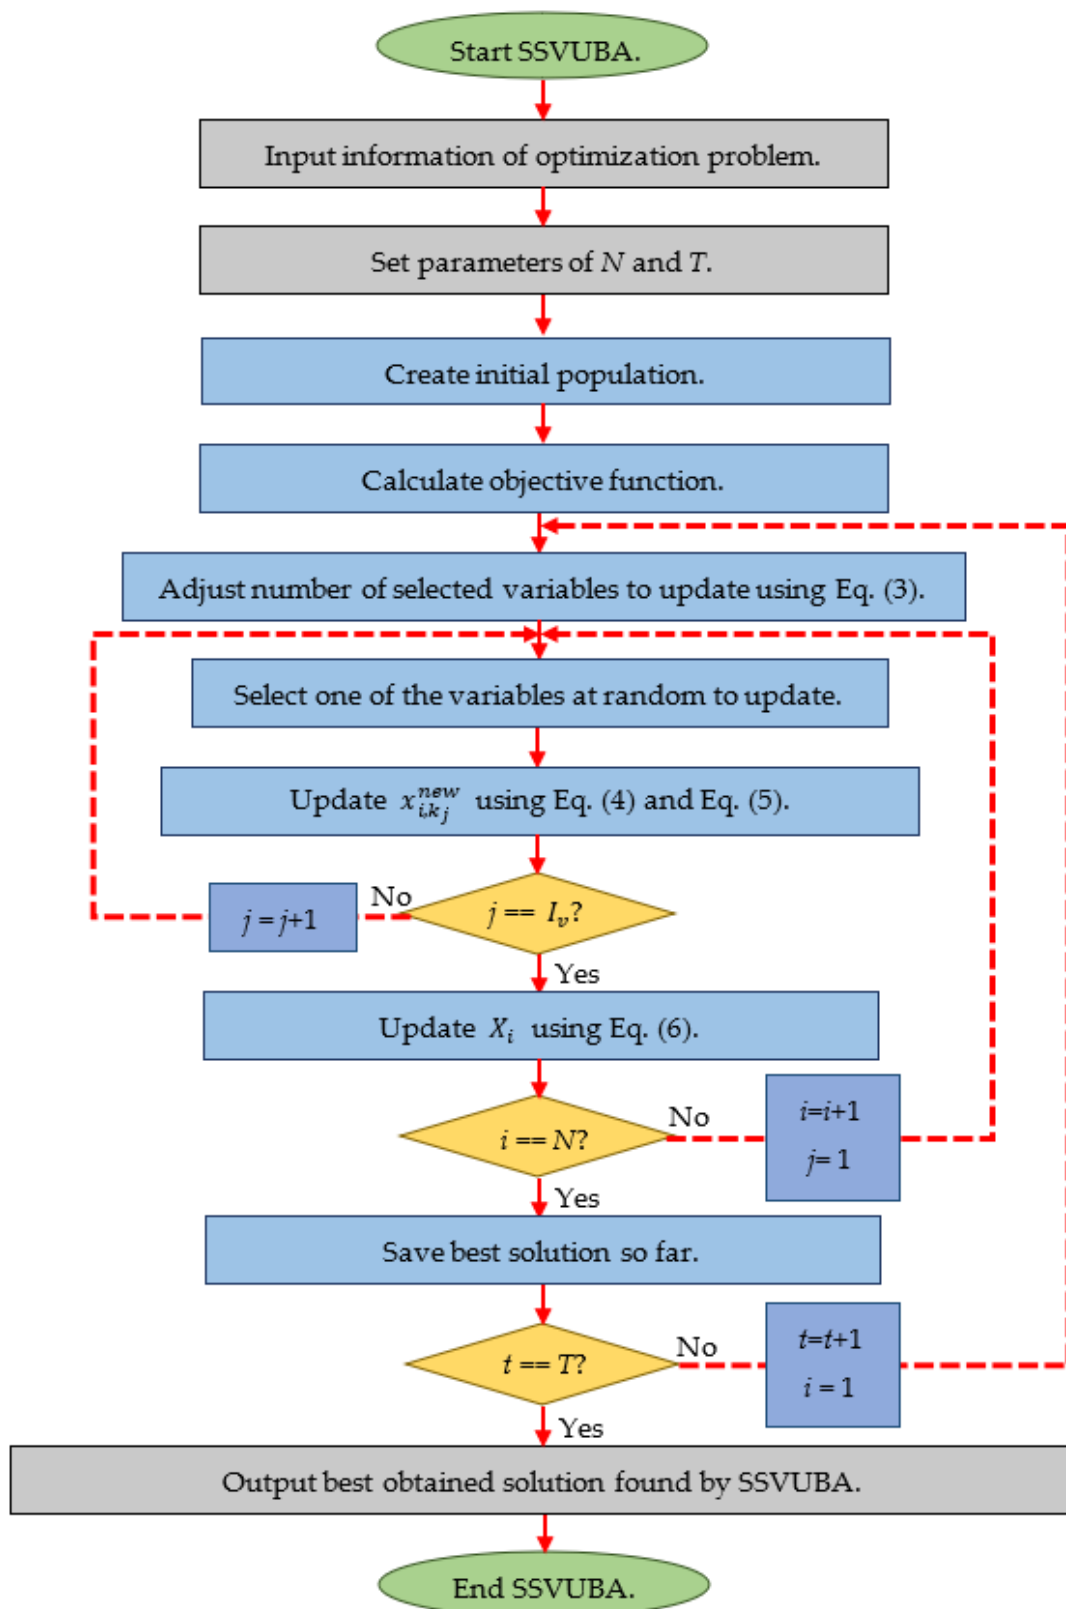 Start SSVUBA.
Input information of optimization problem.
Set parameters of N and T.
Create initial population.
Calculate objective function.
Adjust number of selected variables to update using Eq. (3).
Select one of the variables at random to update.
Update $x_{i,k_j}^{new}$ using Eq. (4) and Eq. (5).
No
j = j+1
j == $I_v$?
Yes
Update $X_i$ using Eq. (6).
i == N?
No
i=i+1
j= 1
Yes
Save best solution so far.
t == T?
No
t=t+1
i = 1
Yes
Output best obtained solution found by SSVUBA.
End SSVUBA.